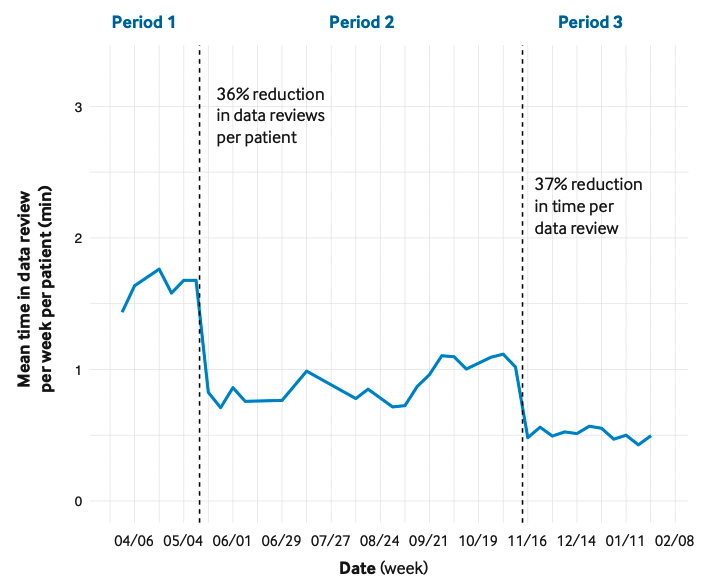 Period 1
Period 2
Period 3
36% reduction
in data reviews
per patient
37% reduction
in time per
data review
Mean time in data review
per week per patient (min)
3
2
1
0
04/06 05/04 06/01 06/29 07/27 08/24 09/21 10/19 11/16 12/14 01/11 02/08
Date (week)